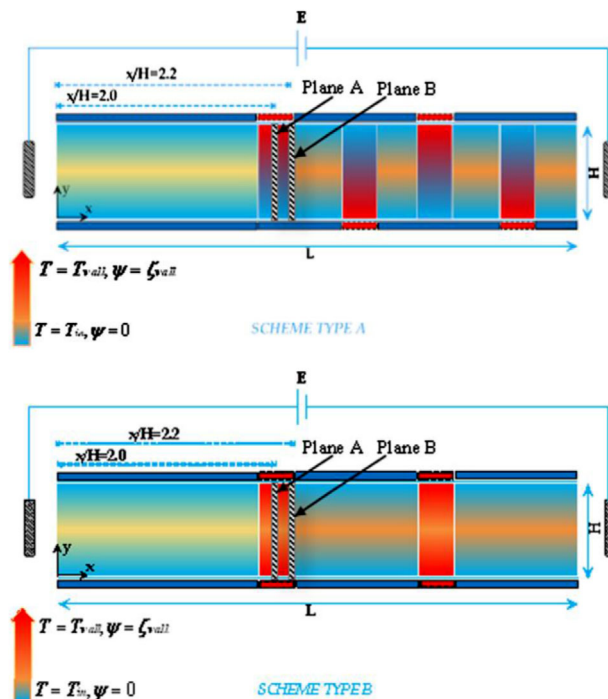 E
x/H=2.2
x/H=2.0
Plane A
Plane B
H
y
x
L
T = Twall, ψ = ζwall
T = Tin, ψ = 0
SCHEME TYPE A
E
x/H=2.2
x/H=2.0
Plane A
Plane B
H
y
x
L
T = Twall, ψ = ζwall
T = Tin, ψ = 0
SCHEME TYPE B